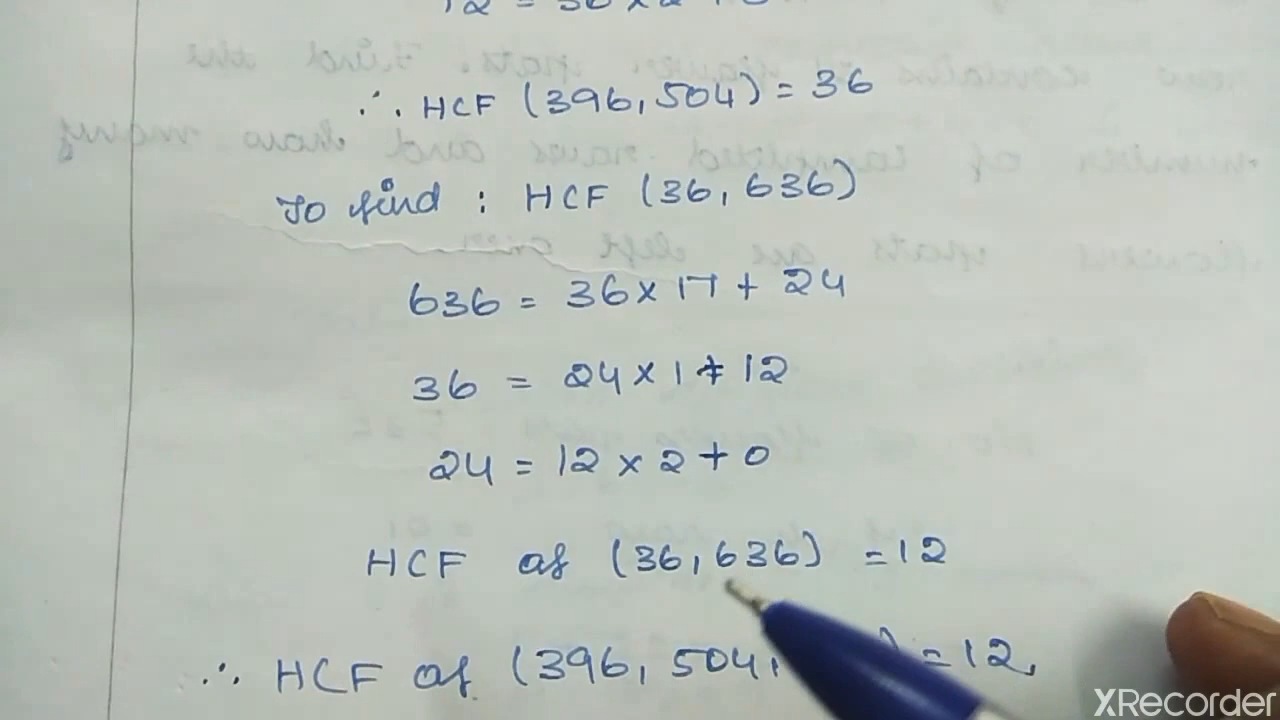 ∴ HCF (396, 504) = 36
To find : HCF (36, 636)
636 = 36 x 17 + 24
36 = 24 x 1 + 12
24 = 12 x 2 + 0
HCF of (36, 636) = 12
∴ HCF of (396, 504, ) = 12,
XRecorder